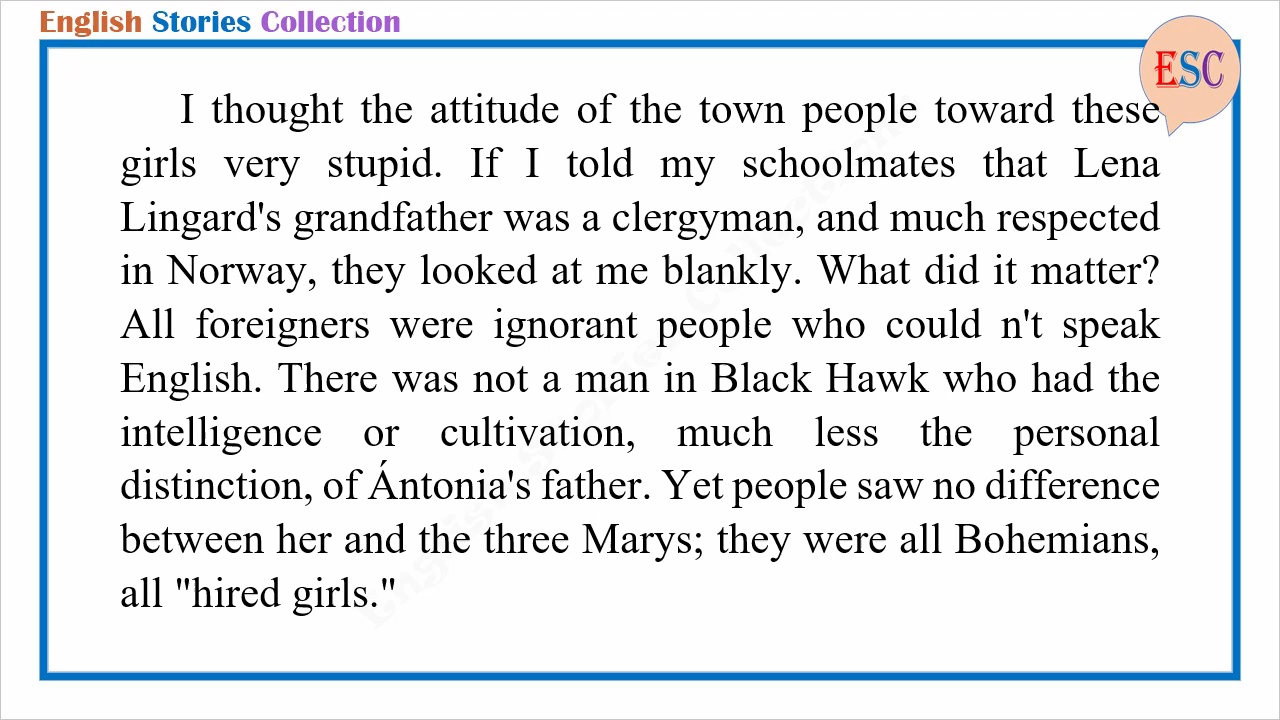 English Stories Collection
ESC
I thought the attitude of the town people toward these
girls very stupid. If I told my schoolmates that Lena
Lingard's grandfather was a clergyman, and much respected
in Norway, they looked at me blankly. What did it matter?
All foreigners were ignorant people who could n't speak
English. There was not a man in Black Hawk who had the
intelligence or cultivation, much less the personal
distinction, of Ántonia's father. Yet people saw no difference
between her and the three Marys; they were all Bohemians,
all "hired girls."
English Stories Collection